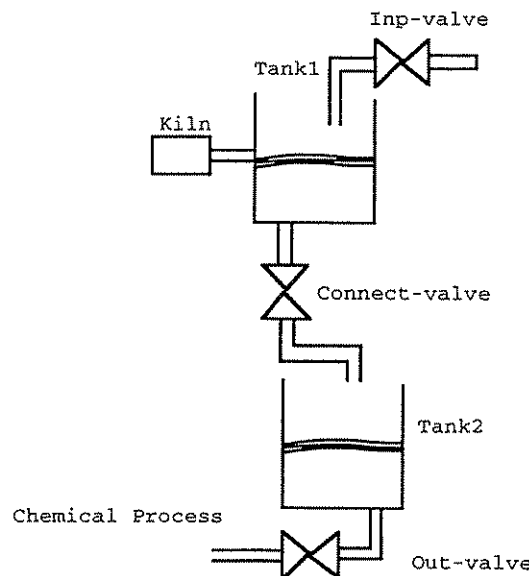 Inp-valve
Tank1
Kiln
Connect-valve
Tank2
Chemical Process
Out-valve